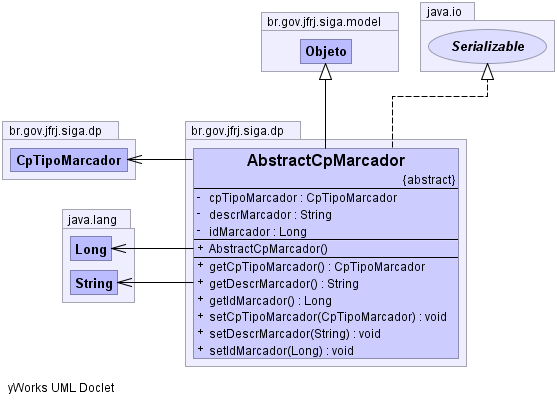 java.io
Serializable
br.gov.jfrj.siga.model
Objeto
br.gov.jfrj.siga.dp
CpTipoMarcador
br.gov.jfrj.siga.dp
AbstractCpMarcador
{abstract}
- cpTipoMarcador : CpTipoMarcador
- descrMarcador : String
- idMarcador : Long
+ AbstractCpMarcador()
+ getCpTipoMarcador() : CpTipoMarcador
+ getDescrMarcador() : String
+ getIdMarcador() : Long
+ setCpTipoMarcador(CpTipoMarcador) : void
+ setDescrMarcador(String) : void
+ setIdMarcador(Long) : void
java.lang
Long
String
yWorks UML Doclet